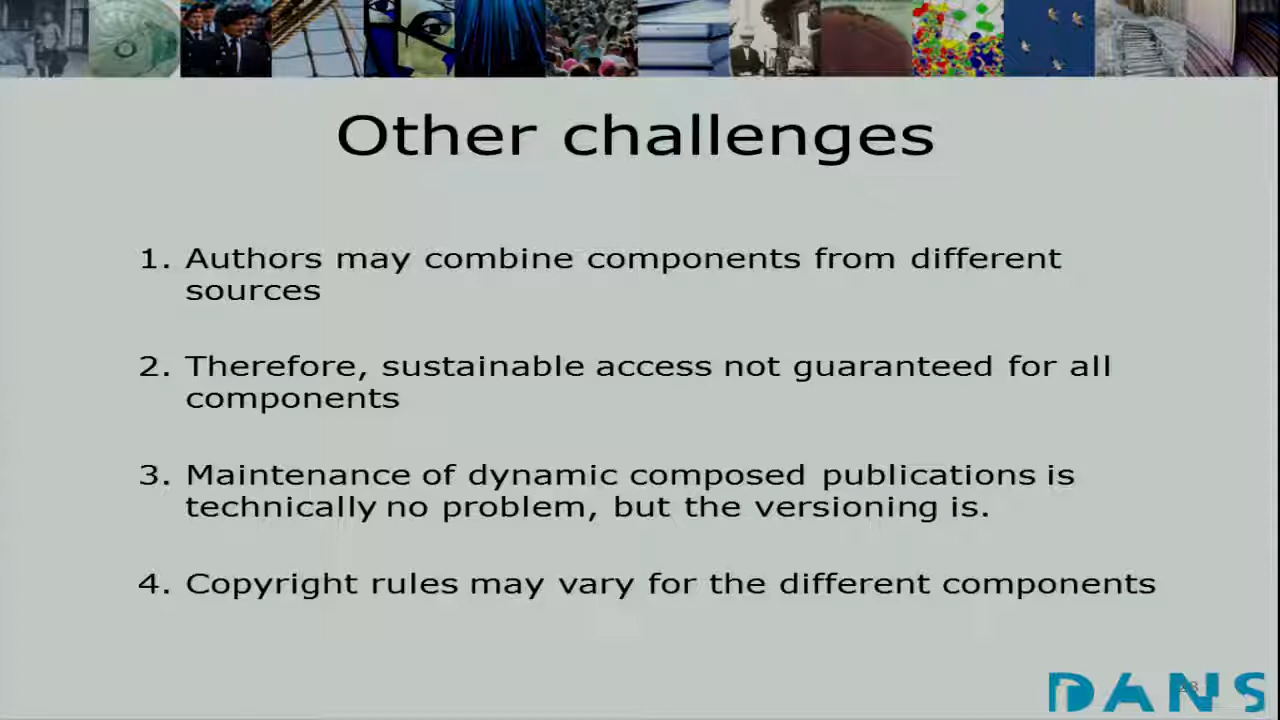 Other challenges
1. Authors may combine components from different
sources
2. Therefore, sustainable access not guaranteed for all
components
3. Maintenance of dynamic composed publications is
technically no problem, but the versioning is.
4. Copyright rules may vary for the different components
DANS